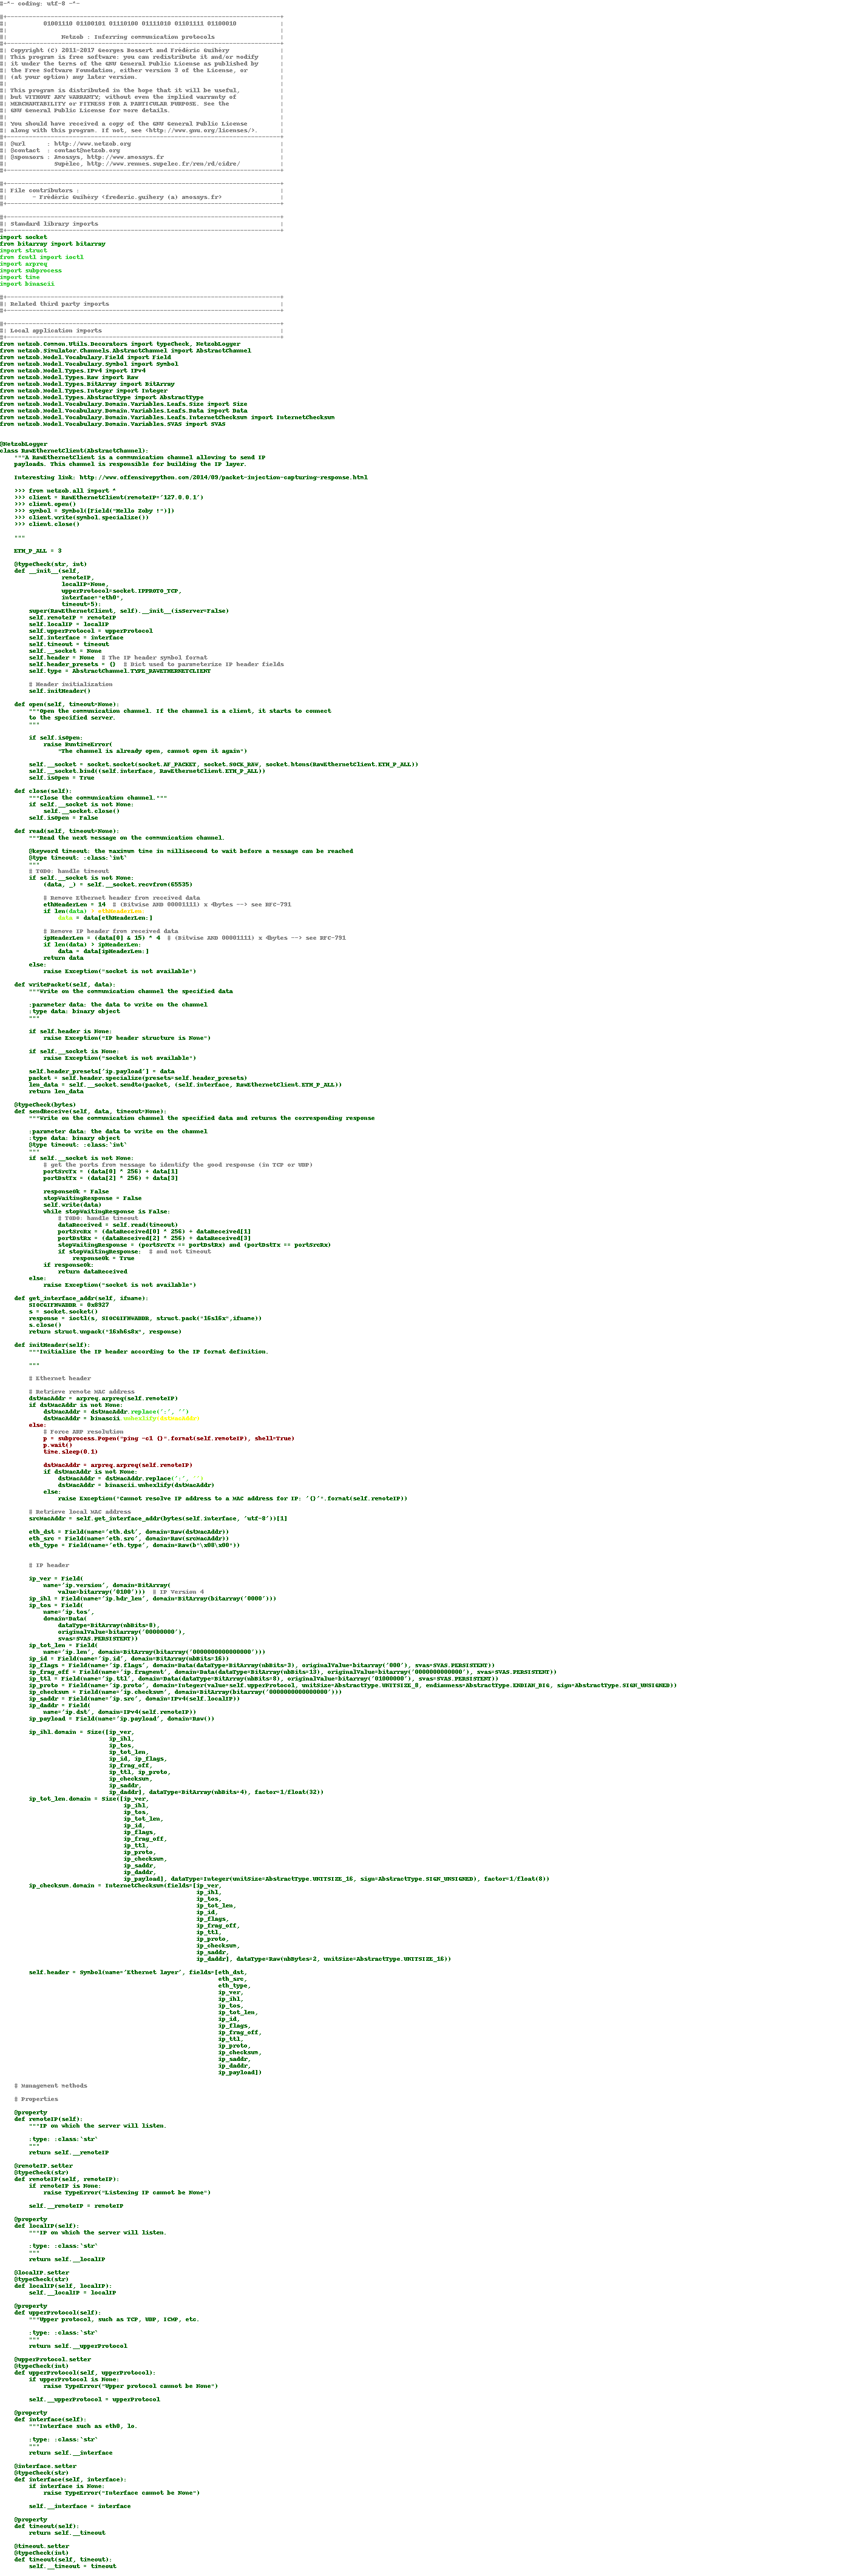 #-*- coding: utf-8 -*-
#+---------------------------------------------------------------------------+
#|          01001110 01100101 01110100 01111010 01101111 01100010            |
#|                                                                           |
#|               Netzob : Inferring communication protocols                  |
#+---------------------------------------------------------------------------+
#| Copyright (C) 2011-2017 Georges Bossert and Frédéric Guihéry              |
#| This program is free software: you can redistribute it and/or modify      |
#| it under the terms of the GNU General Public License as published by      |
#| the Free Software Foundation, either version 3 of the License, or         |
#| (at your option) any later version.                                       |
#|                                                                           |
#| This program is distributed in the hope that it will be useful,           |
#| but WITHOUT ANY WARRANTY; without even the implied warranty of            |
#| MERCHANTABILITY or FITNESS FOR A PARTICULAR PURPOSE. See the              |
#| GNU General Public License for more details.                              |
#|                                                                           |
#| You should have received a copy of the GNU General Public License         |
#| along with this program. If not, see <http://www.gnu.org/licenses/>.      |
#+---------------------------------------------------------------------------+
#| @url      : http://www.netzob.org                                         |
#| @contact  : contact@netzob.org                                            |
#| @sponsors : Amossys, http://www.amossys.fr                                |
#|             Supélec, http://www.rennes.supelec.fr/ren/rd/cidre/           |
#+---------------------------------------------------------------------------+
#+---------------------------------------------------------------------------+
#| File contributors :                                                       |
#|       - Frédéric Guihéry <frederic.guihery (a) amossys.fr>                |
#+---------------------------------------------------------------------------+
#+---------------------------------------------------------------------------+
#| Standard library imports                                                  |
#+---------------------------------------------------------------------------+
import socket
from bitarray import bitarray
import struct
from fcntl import ioctl
import arpreq
import subprocess
import time
import binascii
#+---------------------------------------------------------------------------+
#| Related third party imports                                               |
#+---------------------------------------------------------------------------+
#+---------------------------------------------------------------------------+
#| Local application imports                                                 |
#+---------------------------------------------------------------------------+
from netzob.Common.Utils.Decorators import typeCheck, NetzobLogger
from netzob.Simulator.Channels.AbstractChannel import AbstractChannel
from netzob.Model.Vocabulary.Field import Field
from netzob.Model.Vocabulary.Symbol import Symbol
from netzob.Model.Types.IPv4 import IPv4
from netzob.Model.Types.Raw import Raw
from netzob.Model.Types.BitArray import BitArray
from netzob.Model.Types.Integer import Integer
from netzob.Model.Types.AbstractType import AbstractType
from netzob.Model.Vocabulary.Domain.Variables.Leafs.Size import Size
from netzob.Model.Vocabulary.Domain.Variables.Leafs.Data import Data
from netzob.Model.Vocabulary.Domain.Variables.Leafs.InternetChecksum import InternetChecksum
from netzob.Model.Vocabulary.Domain.Variables.SVAS import SVAS
@NetzobLogger
class RawEthernetClient(AbstractChannel):
    """A RawEthernetClient is a communication channel allowing to send IP
    payloads. This channel is responsible for building the IP layer.
    Interesting link: http://www.offensivepython.com/2014/09/packet-injection-capturing-response.html
    >>> from netzob.all import *
    >>> client = RawEthernetClient(remoteIP='127.0.0.1')
    >>> client.open()
    >>> symbol = Symbol([Field("Hello Zoby !")])
    >>> client.write(symbol.specialize())
    >>> client.close()
    """
    ETH_P_ALL = 3
    @typeCheck(str, int)
    def __init__(self,
                 remoteIP,
                 localIP=None,
                 upperProtocol=socket.IPPROTO_TCP,
                 interface="eth0",
                 timeout=5):
        super(RawEthernetClient, self).__init__(isServer=False)
        self.remoteIP = remoteIP
        self.localIP = localIP
        self.upperProtocol = upperProtocol
        self.interface = interface
        self.timeout = timeout
        self.__socket = None
        self.header = None  # The IP header symbol format
        self.header_presets = {}  # Dict used to parameterize IP header fields
        self.type = AbstractChannel.TYPE_RAWETHERNETCLIENT
        # Header initialization
        self.initHeader()
    def open(self, timeout=None):
        """Open the communication channel. If the channel is a client, it starts to connect
        to the specified server.
        """
        if self.isOpen:
            raise RuntimeError(
                "The channel is already open, cannot open it again")
        self.__socket = socket.socket(socket.AF_PACKET, socket.SOCK_RAW, socket.htons(RawEthernetClient.ETH_P_ALL))
        self.__socket.bind((self.interface, RawEthernetClient.ETH_P_ALL))
        self.isOpen = True
    def close(self):
        """Close the communication channel."""
        if self.__socket is not None:
            self.__socket.close()
        self.isOpen = False
    def read(self, timeout=None):
        """Read the next message on the communication channel.
        @keyword timeout: the maximum time in millisecond to wait before a message can be reached
        @type timeout: :class:`int`
        """
        # TODO: handle timeout
        if self.__socket is not None:
            (data, _) = self.__socket.recvfrom(65535)
            # Remove Ethernet header from received data
            ethHeaderLen = 14  # (Bitwise AND 00001111) x 4bytes --> see RFC-791
            if len(data) > ethHeaderLen:
                data = data[ethHeaderLen:]
            # Remove IP header from received data
            ipHeaderLen = (data[0] & 15) * 4  # (Bitwise AND 00001111) x 4bytes --> see RFC-791
            if len(data) > ipHeaderLen:
                data = data[ipHeaderLen:]
            return data
        else:
            raise Exception("socket is not available")
    def writePacket(self, data):
        """Write on the communication channel the specified data
        :parameter data: the data to write on the channel
        :type data: binary object
        """
        if self.header is None:
            raise Exception("IP header structure is None")
        if self.__socket is None:
            raise Exception("socket is not available")
        self.header_presets['ip.payload'] = data
        packet = self.header.specialize(presets=self.header_presets)
        len_data = self.__socket.sendto(packet, (self.interface, RawEthernetClient.ETH_P_ALL))
        return len_data
    @typeCheck(bytes)
    def sendReceive(self, data, timeout=None):
        """Write on the communication channel the specified data and returns the corresponding response
        :parameter data: the data to write on the channel
        :type data: binary object
        @type timeout: :class:`int`
        """
        if self.__socket is not None:
            # get the ports from message to identify the good response (in TCP or UDP)
            portSrcTx = (data[0] * 256) + data[1]
            portDstTx = (data[2] * 256) + data[3]
            responseOk = False
            stopWaitingResponse = False
            self.write(data)
            while stopWaitingResponse is False:
                # TODO: handle timeout
                dataReceived = self.read(timeout)
                portSrcRx = (dataReceived[0] * 256) + dataReceived[1]
                portDstRx = (dataReceived[2] * 256) + dataReceived[3]
                stopWaitingResponse = (portSrcTx == portDstRx) and (portDstTx == portSrcRx)
                if stopWaitingResponse:  # and not timeout
                    responseOk = True
            if responseOk:
                return dataReceived
        else:
            raise Exception("socket is not available")
    def get_interface_addr(self, ifname):
        SIOCGIFHWADDR = 0x8927
        s = socket.socket()
        response = ioctl(s, SIOCGIFHWADDR, struct.pack("16s16x",ifname))
        s.close()
        return struct.unpack("16xh6s8x", response)
    def initHeader(self):
        """Initialize the IP header according to the IP format definition.
        """
        # Ethernet header
        # Retrieve remote MAC address
        dstMacAddr = arpreq.arpreq(self.remoteIP)
        if dstMacAddr is not None:
            dstMacAddr = dstMacAddr.replace(':', '')
            dstMacAddr = binascii.unhexlify(dstMacAddr)
        else:
            # Force ARP resolution
            p = subprocess.Popen("ping -c1 {}".format(self.remoteIP), shell=True)
            p.wait()
            time.sleep(0.1)
            dstMacAddr = arpreq.arpreq(self.remoteIP)
            if dstMacAddr is not None:
                dstMacAddr = dstMacAddr.replace(':', '')
                dstMacAddr = binascii.unhexlify(dstMacAddr)
            else:
                raise Exception("Cannot resolve IP address to a MAC address for IP: '{}'".format(self.remoteIP))
        # Retrieve local MAC address
        srcMacAddr = self.get_interface_addr(bytes(self.interface, 'utf-8'))[1]
        eth_dst = Field(name='eth.dst', domain=Raw(dstMacAddr))
        eth_src = Field(name='eth.src', domain=Raw(srcMacAddr))
        eth_type = Field(name='eth.type', domain=Raw(b"\x08\x00"))
        # IP header
        ip_ver = Field(
            name='ip.version', domain=BitArray(
                value=bitarray('0100')))  # IP Version 4
        ip_ihl = Field(name='ip.hdr_len', domain=BitArray(bitarray('0000')))
        ip_tos = Field(
            name='ip.tos',
            domain=Data(
                dataType=BitArray(nbBits=8),
                originalValue=bitarray('00000000'),
                svas=SVAS.PERSISTENT))
        ip_tot_len = Field(
            name='ip.len', domain=BitArray(bitarray('0000000000000000')))
        ip_id = Field(name='ip.id', domain=BitArray(nbBits=16))
        ip_flags = Field(name='ip.flags', domain=Data(dataType=BitArray(nbBits=3), originalValue=bitarray('000'), svas=SVAS.PERSISTENT))
        ip_frag_off = Field(name='ip.fragment', domain=Data(dataType=BitArray(nbBits=13), originalValue=bitarray('0000000000000'), svas=SVAS.PERSISTENT))
        ip_ttl = Field(name='ip.ttl', domain=Data(dataType=BitArray(nbBits=8), originalValue=bitarray('01000000'), svas=SVAS.PERSISTENT))
        ip_proto = Field(name='ip.proto', domain=Integer(value=self.upperProtocol, unitSize=AbstractType.UNITSIZE_8, endianness=AbstractType.ENDIAN_BIG, sign=AbstractType.SIGN_UNSIGNED))
        ip_checksum = Field(name='ip.checksum', domain=BitArray(bitarray('0000000000000000')))
        ip_saddr = Field(name='ip.src', domain=IPv4(self.localIP))
        ip_daddr = Field(
            name='ip.dst', domain=IPv4(self.remoteIP))
        ip_payload = Field(name='ip.payload', domain=Raw())
        ip_ihl.domain = Size([ip_ver,
                              ip_ihl,
                              ip_tos,
                              ip_tot_len,
                              ip_id, ip_flags,
                              ip_frag_off,
                              ip_ttl, ip_proto,
                              ip_checksum,
                              ip_saddr,
                              ip_daddr], dataType=BitArray(nbBits=4), factor=1/float(32))
        ip_tot_len.domain = Size([ip_ver,
                                  ip_ihl,
                                  ip_tos,
                                  ip_tot_len,
                                  ip_id,
                                  ip_flags,
                                  ip_frag_off,
                                  ip_ttl,
                                  ip_proto,
                                  ip_checksum,
                                  ip_saddr,
                                  ip_daddr,
                                  ip_payload], dataType=Integer(unitSize=AbstractType.UNITSIZE_16, sign=AbstractType.SIGN_UNSIGNED), factor=1/float(8))
        ip_checksum.domain = InternetChecksum(fields=[ip_ver,
                                                      ip_ihl,
                                                      ip_tos,
                                                      ip_tot_len,
                                                      ip_id,
                                                      ip_flags,
                                                      ip_frag_off,
                                                      ip_ttl,
                                                      ip_proto,
                                                      ip_checksum,
                                                      ip_saddr,
                                                      ip_daddr], dataType=Raw(nbBytes=2, unitSize=AbstractType.UNITSIZE_16))
        self.header = Symbol(name='Ethernet layer', fields=[eth_dst,
                                                            eth_src,
                                                            eth_type,
                                                            ip_ver,
                                                            ip_ihl,
                                                            ip_tos,
                                                            ip_tot_len,
                                                            ip_id,
                                                            ip_flags,
                                                            ip_frag_off,
                                                            ip_ttl,
                                                            ip_proto,
                                                            ip_checksum,
                                                            ip_saddr,
                                                            ip_daddr,
                                                            ip_payload])
    # Management methods
    # Properties
    @property
    def remoteIP(self):
        """IP on which the server will listen.
        :type: :class:`str`
        """
        return self.__remoteIP
    @remoteIP.setter
    @typeCheck(str)
    def remoteIP(self, remoteIP):
        if remoteIP is None:
            raise TypeError("Listening IP cannot be None")
        self.__remoteIP = remoteIP
    @property
    def localIP(self):
        """IP on which the server will listen.
        :type: :class:`str`
        """
        return self.__localIP
    @localIP.setter
    @typeCheck(str)
    def localIP(self, localIP):
        self.__localIP = localIP
    @property
    def upperProtocol(self):
        """Upper protocol, such as TCP, UDP, ICMP, etc.
        :type: :class:`str`
        """
        return self.__upperProtocol
    @upperProtocol.setter
    @typeCheck(int)
    def upperProtocol(self, upperProtocol):
        if upperProtocol is None:
            raise TypeError("Upper protocol cannot be None")
        self.__upperProtocol = upperProtocol
    @property
    def interface(self):
        """Interface such as eth0, lo.
        :type: :class:`str`
        """
        return self.__interface
    @interface.setter
    @typeCheck(str)
    def interface(self, interface):
        if interface is None:
            raise TypeError("Interface cannot be None")
        self.__interface = interface
    @property
    def timeout(self):
        return self.__timeout
    @timeout.setter
    @typeCheck(int)
    def timeout(self, timeout):
        self.__timeout = timeout